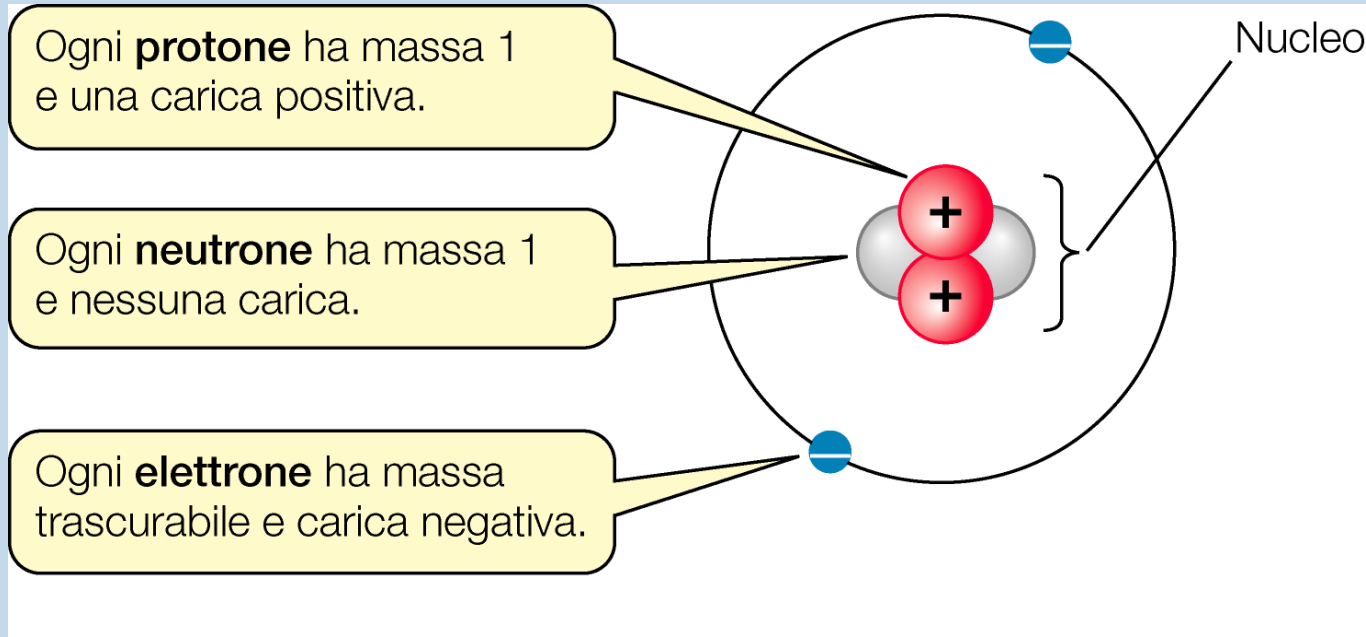 Ogni protone ha massa 1
e una carica positiva.
Nucleo
+
Ogni neutrone ha massa 1
e nessuna carica.
+
Ogni elettrone ha massa
trascurabile e carica negativa.